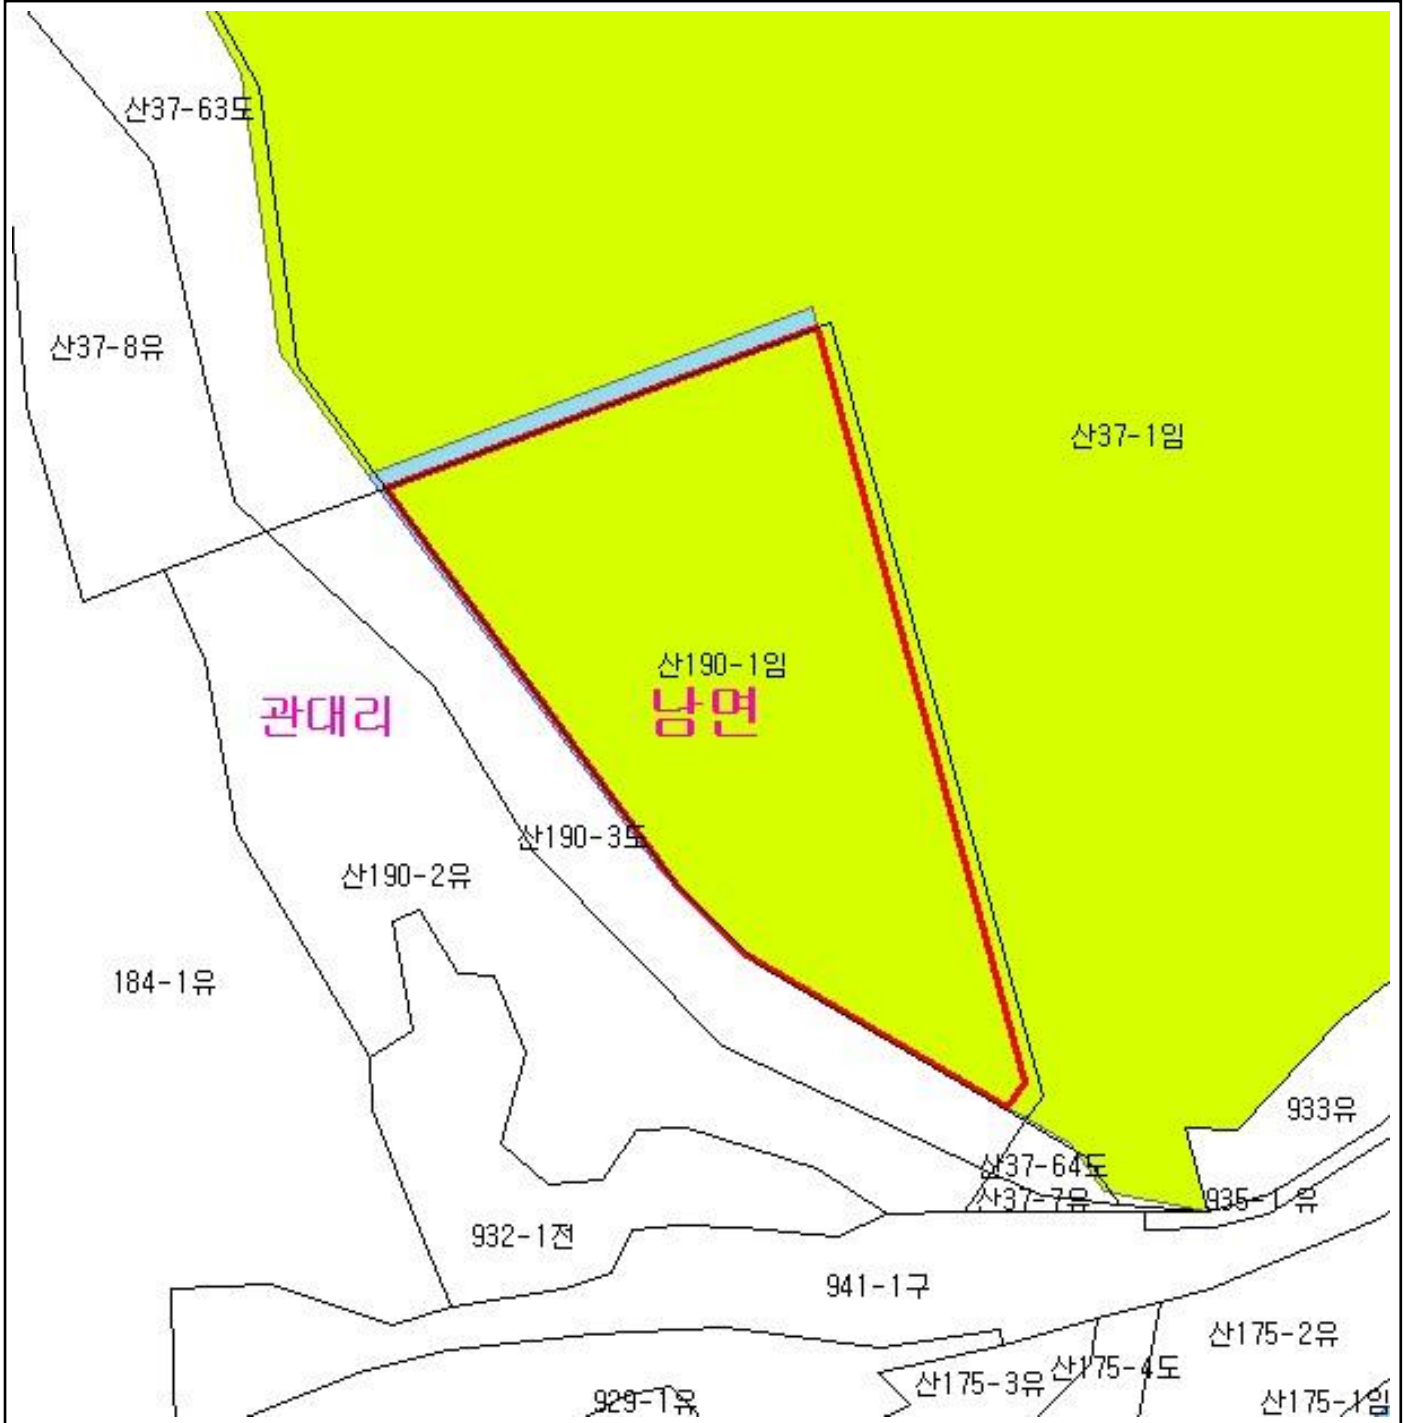 산37-63도
산37-8유
산37-1임
산190-1임
관대리
남면
산190-3도
산190-2유
184-1유
933유
산37-64도
산37-7유
935-1 유
932-1전
941-1구
산175-2유
산175-4도
산175-3유
929-1유
산175-1임